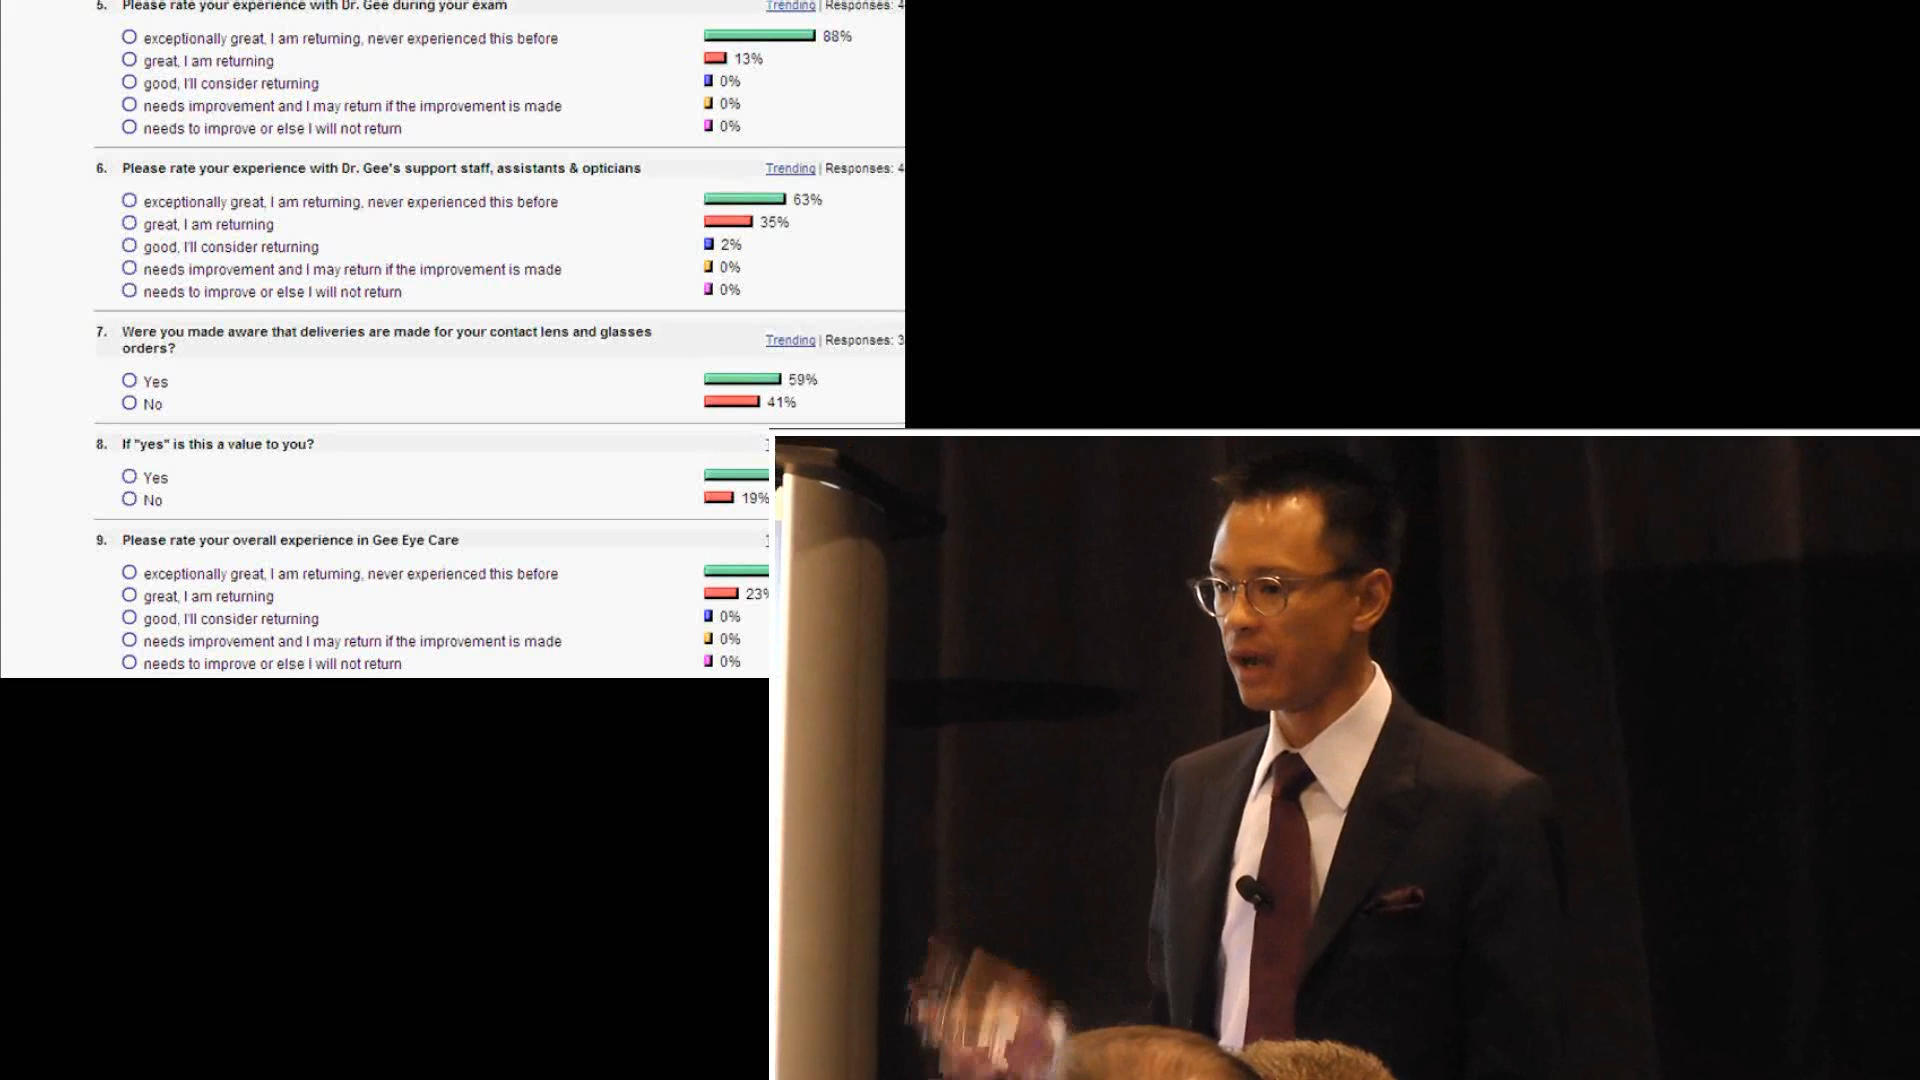 5. Please rate your experience with Dr. Gee during your exam Trending | Responses: 4
exceptionally great, I am returning, never experienced this before 88%
great, I am returning 13%
good, I'll consider returning 0%
needs improvement and I may return if the improvement is made 0%
needs to improve or else I will not return 0%
6. Please rate your experience with Dr. Gee's support staff, assistants & opticians Trending | Responses: 4
exceptionally great, I am returning, never experienced this before 63%
great, I am returning 35%
good, I'll consider returning 2%
needs improvement and I may return if the improvement is made 0%
needs to improve or else I will not return 0%
7. Were you made aware that deliveries are made for your contact lens and glasses
orders? Trending | Responses: 3
Yes 59%
No 41%
8. If "yes" is this a value to you?
Yes
No 19%
9. Please rate your overall experience in Gee Eye Care
exceptionally great, I am returning, never experienced this before
great, I am returning 23%
good, I'll consider returning 0%
needs improvement and I may return if the improvement is made 0%
needs to improve or else I will not return 0%